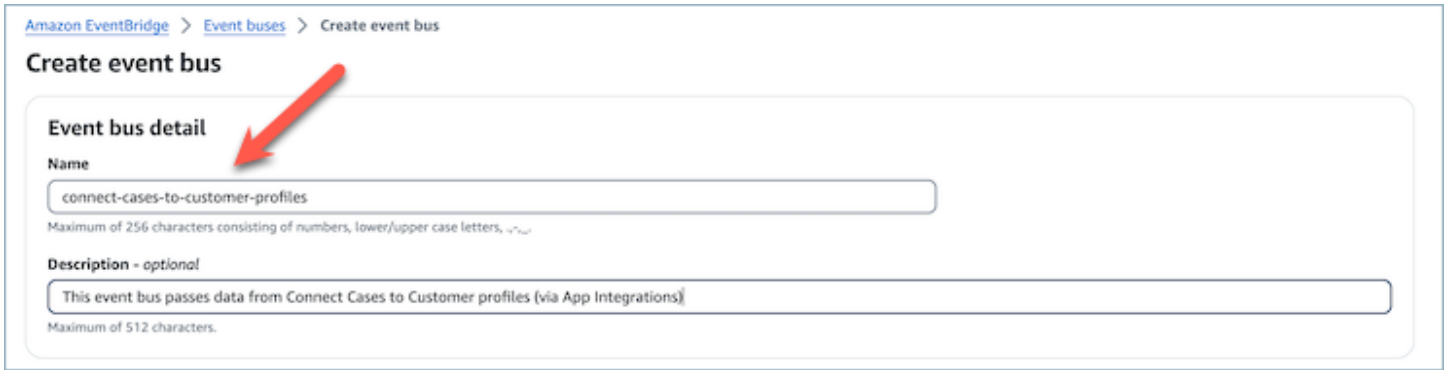 Amazon EventBridge > Event buses > Create event bus
Create event bus
Event bus detail
Name
connect-cases-to-customer-profiles
Maximum of 256 characters consisting of numbers, lower/upper case letters, .,-,_.
Description - optional
This event bus passes data from Connect Cases to Customer profiles (via App Integrations)
Maximum of 512 characters.